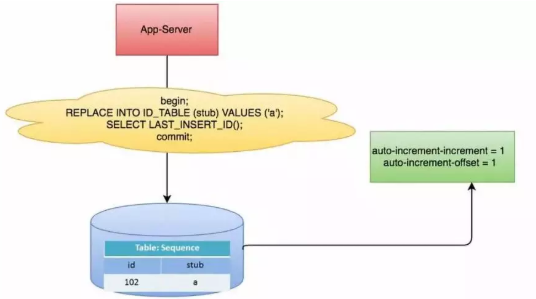 App-Server
begin;
REPLACE INTO ID_TABLE (stub) VALUES ('a');
SELECT LAST_INSERT_ID();
commit;
auto-increment-increment = 1
auto-increment-offset = 1
Table: Sequence
id stub
102 a